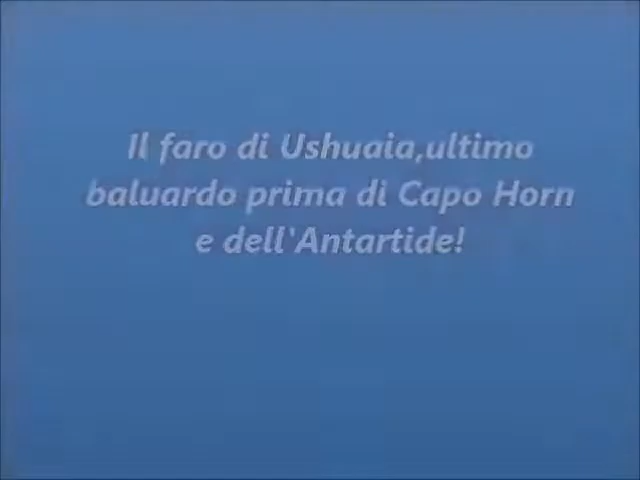 Il faro di Ushuaia,ultimo
baluardo prima di Capo Horn
e dell'Antartide!